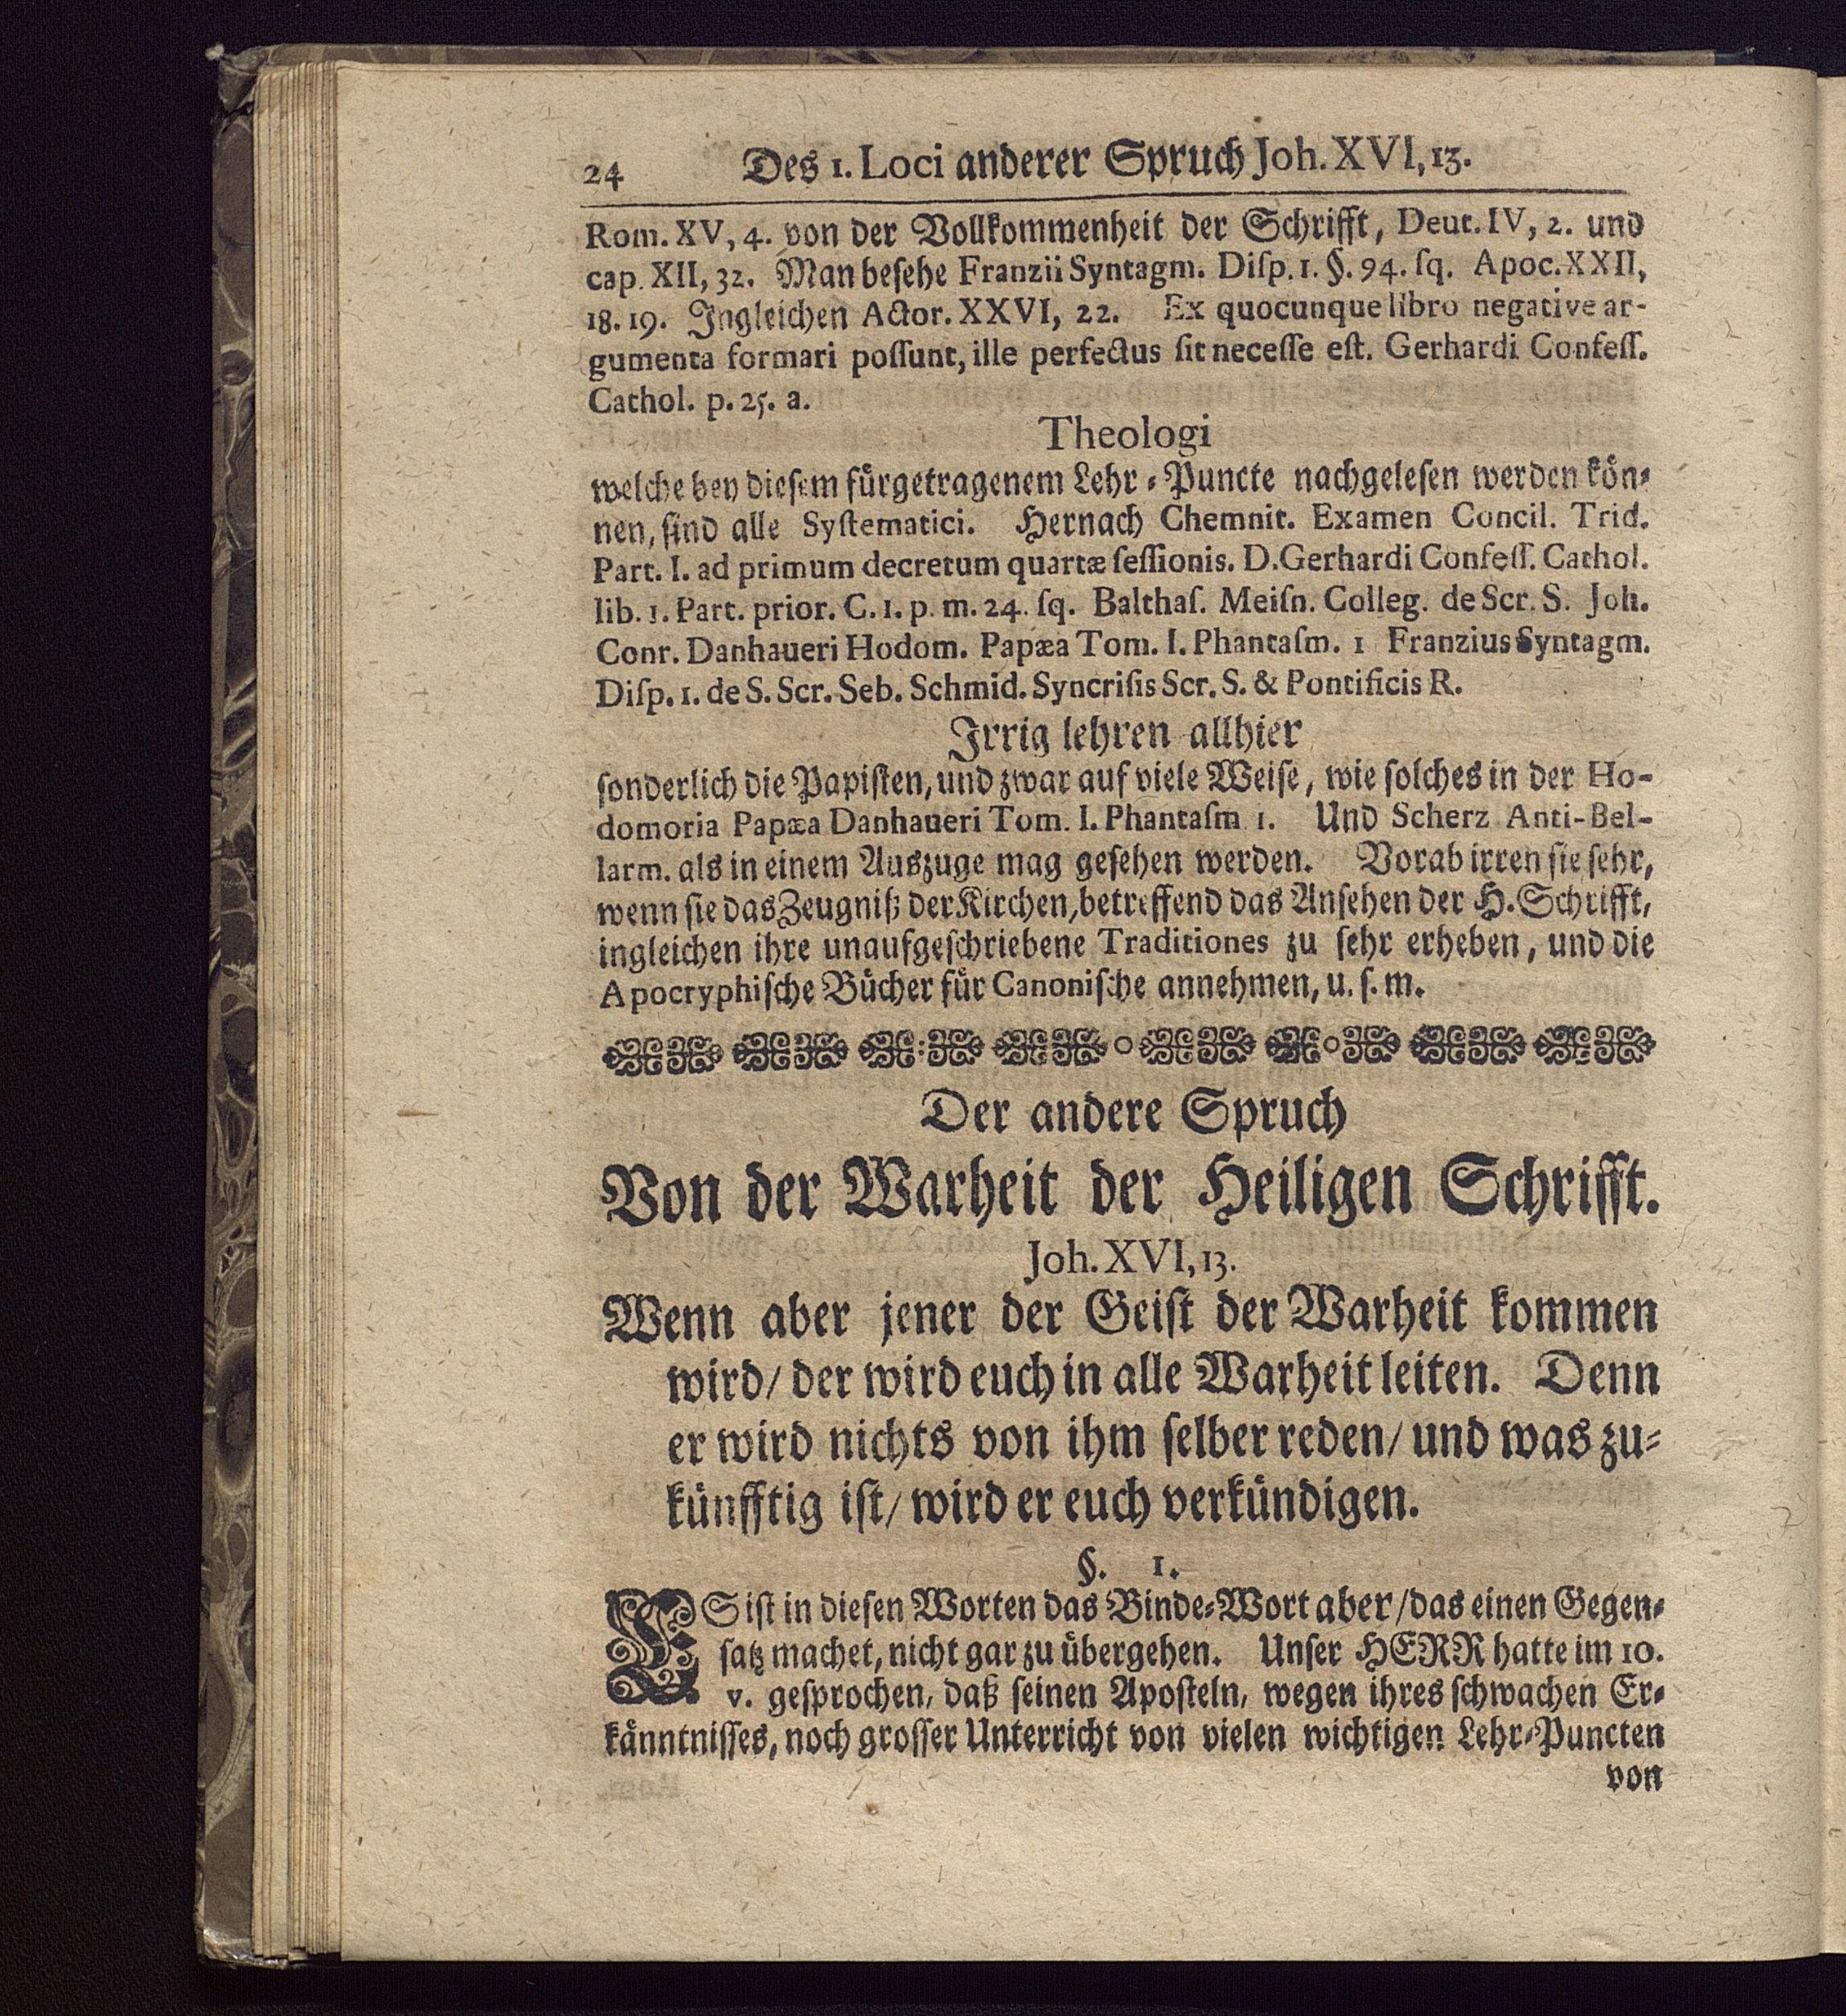 24 Des 1. Loci anderer Spruch Joh. XVI, 13.
Rom. XV, 4. von der Vollkommenheit der Schrifft, Deut. IV, 2. und
cap. XII, 32. Man besehe Franzii Syntagm. Diſp. 1. §. 94. ſq. Apoc. XXII,
18. 19. Ingleichen Actor. XXVI, 22. Ex quocunque libro negative ar-
gumenta formari poſſunt, ille perfectus ſit neceſſe eſt. Gerhardi Confeſſ.
Cathol. p. 25. a.
Theologi
welche bey dieſem fürgetragenem Lehr-Puncte nachgeleſen werden kön-
nen, ſind alle Syſtematici. Hernach Chemnit. Examen Concil. Trid.
Part. I. ad primum decretum quartæ ſeſſionis. D. Gerhardi Confeſſ. Cathol.
lib. 1. Part. prior. C. 1. p. m. 24. ſq. Balthaſ. Meiſn. Colleg. de Scr. S. Joh.
Conr. Danhaueri Hodom. Papæa Tom. I. Phantaſm. 1 Franzius Syntagm.
Diſp. 1. de S. Scr. Seb. Schmid. Syncriſis Scr. S. & Pontificis R.
Irrig lehren allhier
ſonderlich die Papiſten, und zwar auf viele Weiſe, wie ſolches in der Ho-
domoria Papæa Danhaueri Tom. I. Phantaſm 1. Und Scherz Anti-Bel-
larm. als in einem Auszuge mag geſehen werden. Vorab irren ſie ſehr,
wenn ſie das Zeugniß der Kirchen, betreffend das Anſehen der H. Schrifft,
ingleichen ihre unaufgeſchriebene Traditiones zu ſehr erheben, und die
Apocryphiſche Bücher für Canoniſche annehmen, u. ſ. m.
Der andere Spruch
Von der Warheit der Heiligen Schrifft.
Joh. XVI, 13.
Wenn aber jener der Geiſt der Warheit kommen
wird/ der wird euch in alle Warheit leiten. Denn
er wird nichts von ihm ſelber reden/ und was zu-
künfftig iſt/ wird er euch verkündigen.
§. 1.
ES iſt in dieſen Worten das Binde-Wort aber/ das einen Gegen-
ſatz machet, nicht gar zu übergehen. Unſer HERR hatte im 10.
v. geſprochen, daß ſeinen Apoſteln, wegen ihres ſchwachen Er-
känntniſſes, noch groſſer Unterricht von vielen wichtigen Lehr-Puncten
von